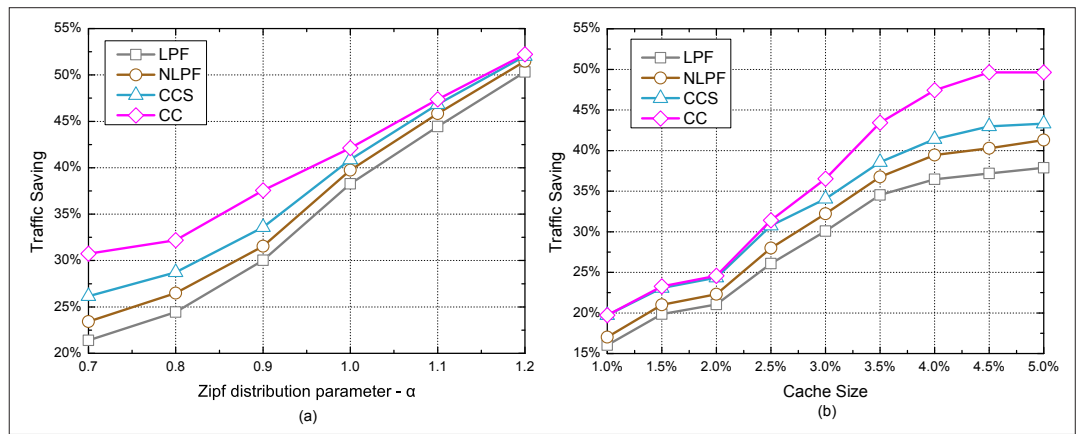 55%
50%
45%
40%
35%
30%
25%
20%
Traffic Saving
LPF
NLPF
CCS
CC
0.7 0.8 0.9 1.0 1.1 1.2
Zipf distribution parameter - α
(a)
55%
50%
45%
40%
35%
30%
25%
20%
15%
Traffic Saving
LPF
NLPF
CCS
CC
1.0% 1.5% 2.0% 2.5% 3.0% 3.5% 4.0% 4.5% 5.0%
Cache Size
(b)